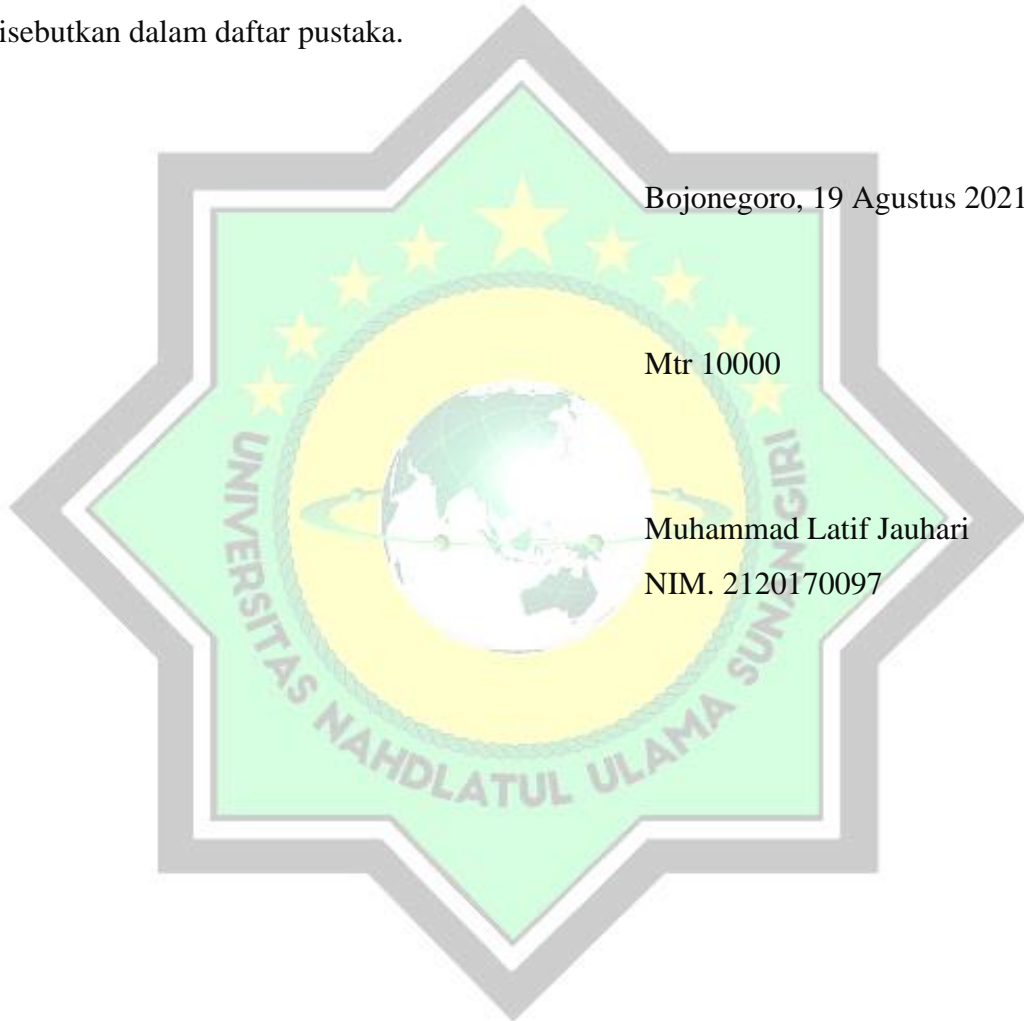 isebutkan dalam daftar pustaka.
Bojonegoro, 19 Agustus 2021
Mtr 10000
Muhammad Latif Jauhari
NIM. 2120170097
UNIVERSITAS NAHDLATUL ULAMA SUNAN GIRI